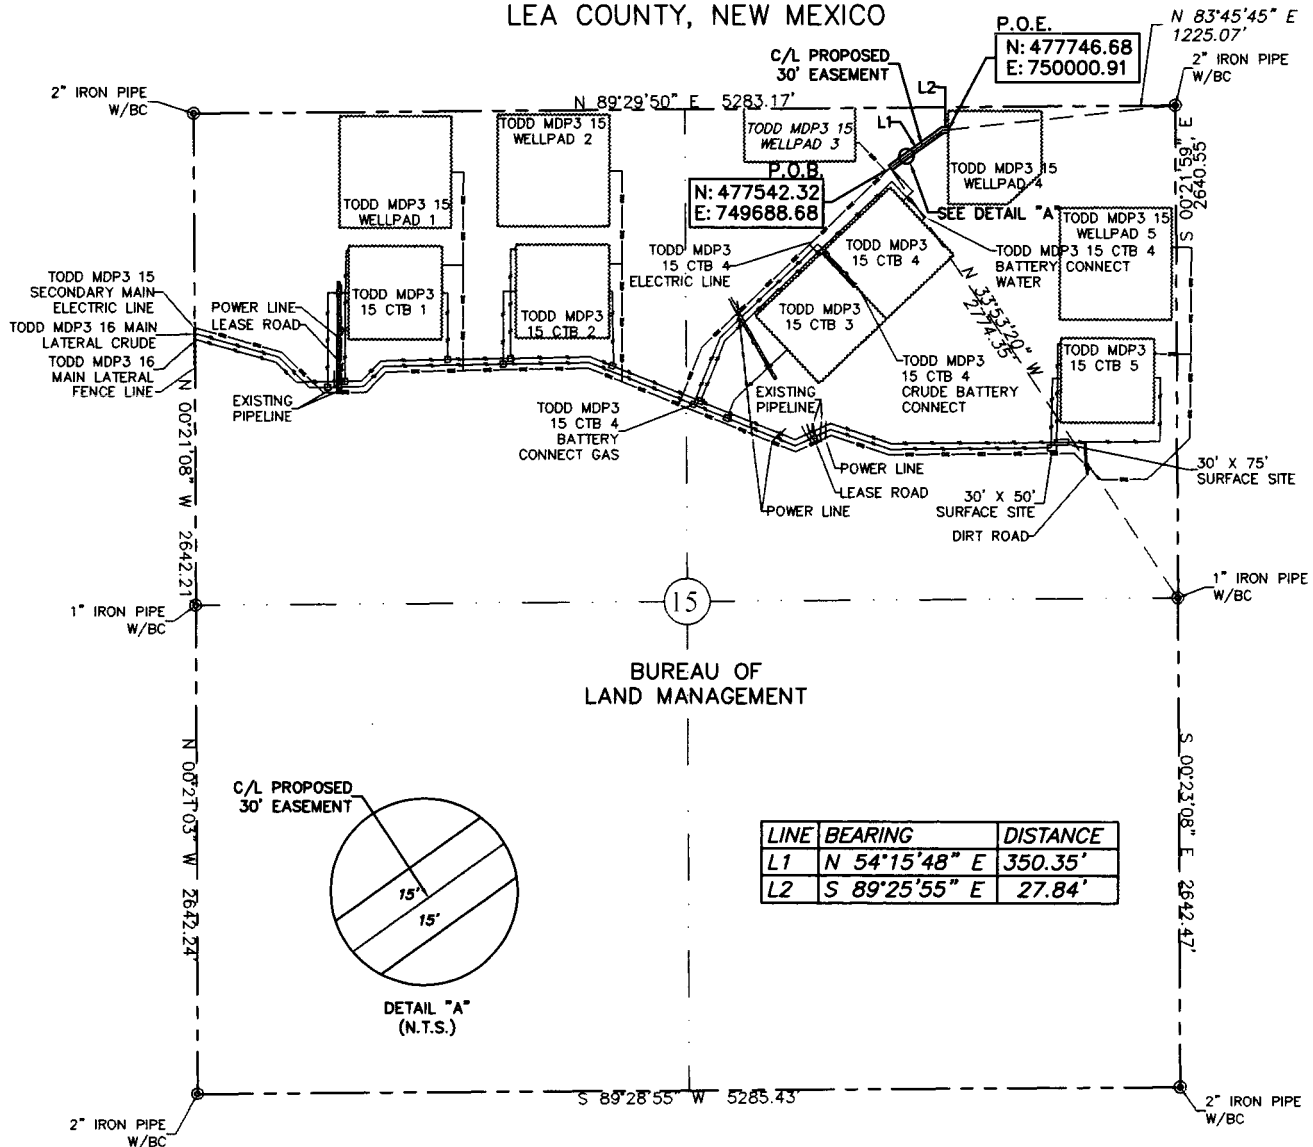 LEA COUNTY, NEW MEXICO
P.O.E.
N: 477746.68
E: 750000.91
N 83°45'45" E
1225.07'
C/L PROPOSED
30' EASEMENT
2" IRON PIPE
W/BC
2" IRON PIPE
W/BC
L2
N 89°29'50" E 5283.17'
L1
TODD MDP3 15
WELLPAD 1
TODD MDP3 15
WELLPAD 2
TODD MDP3 15
WELLPAD 3
TODD MDP3 15
WELLPAD 4
S 00°21'59" E
2640.55'
P.O.B.
N: 477542.32
E: 749688.68
SEE DETAIL "A"
TODD MDP3 15
WELLPAD 5
TODD MDP3
15 CTB 4
ELECTRIC LINE
TODD MDP3
15 CTB 4
TODD MDP3 15 CTB 4
BATTERY CONNECT
WATER
N 33°53'20" W
2774.35'
TODD MDP3 15
SECONDARY MAIN
ELECTRIC LINE
TODD MDP3 16 MAIN
LATERAL CRUDE
TODD MDP3 16
MAIN LATERAL
FENCE LINE
POWER LINE
LEASE ROAD
TODD MDP3
15 CTB 1
TODD MDP3
15 CTB 2
TODD MDP3
15 CTB 3
TODD MDP3
15 CTB 5
EXISTING
PIPELINE
TODD MDP3
15 CTB 4
BATTERY
CONNECT GAS
EXISTING
PIPELINE
TODD MDP3
15 CTB 4
CRUDE BATTERY
CONNECT
N 00°21'08" W 2642.21'
POWER LINE
LEASE ROAD
POWER LINE
30' X 50'
SURFACE SITE
30' X 75'
SURFACE SITE
DIRT ROAD
1" IRON PIPE
W/BC
15
1" IRON PIPE
W/BC
BUREAU OF
LAND MANAGEMENT
N 00°21'03" W 2642.24'
S 00°23'08" E 2642.47'
C/L PROPOSED
30' EASEMENT
15'
15'
DETAIL "A"
(N.T.S.)
LINE BEARING DISTANCE
L1 N 54°15'48" E 350.35'
L2 S 89°25'55" E 27.84'
S 89°28'55" W 5285.43'
2" IRON PIPE
W/BC
2" IRON PIPE
W/BC